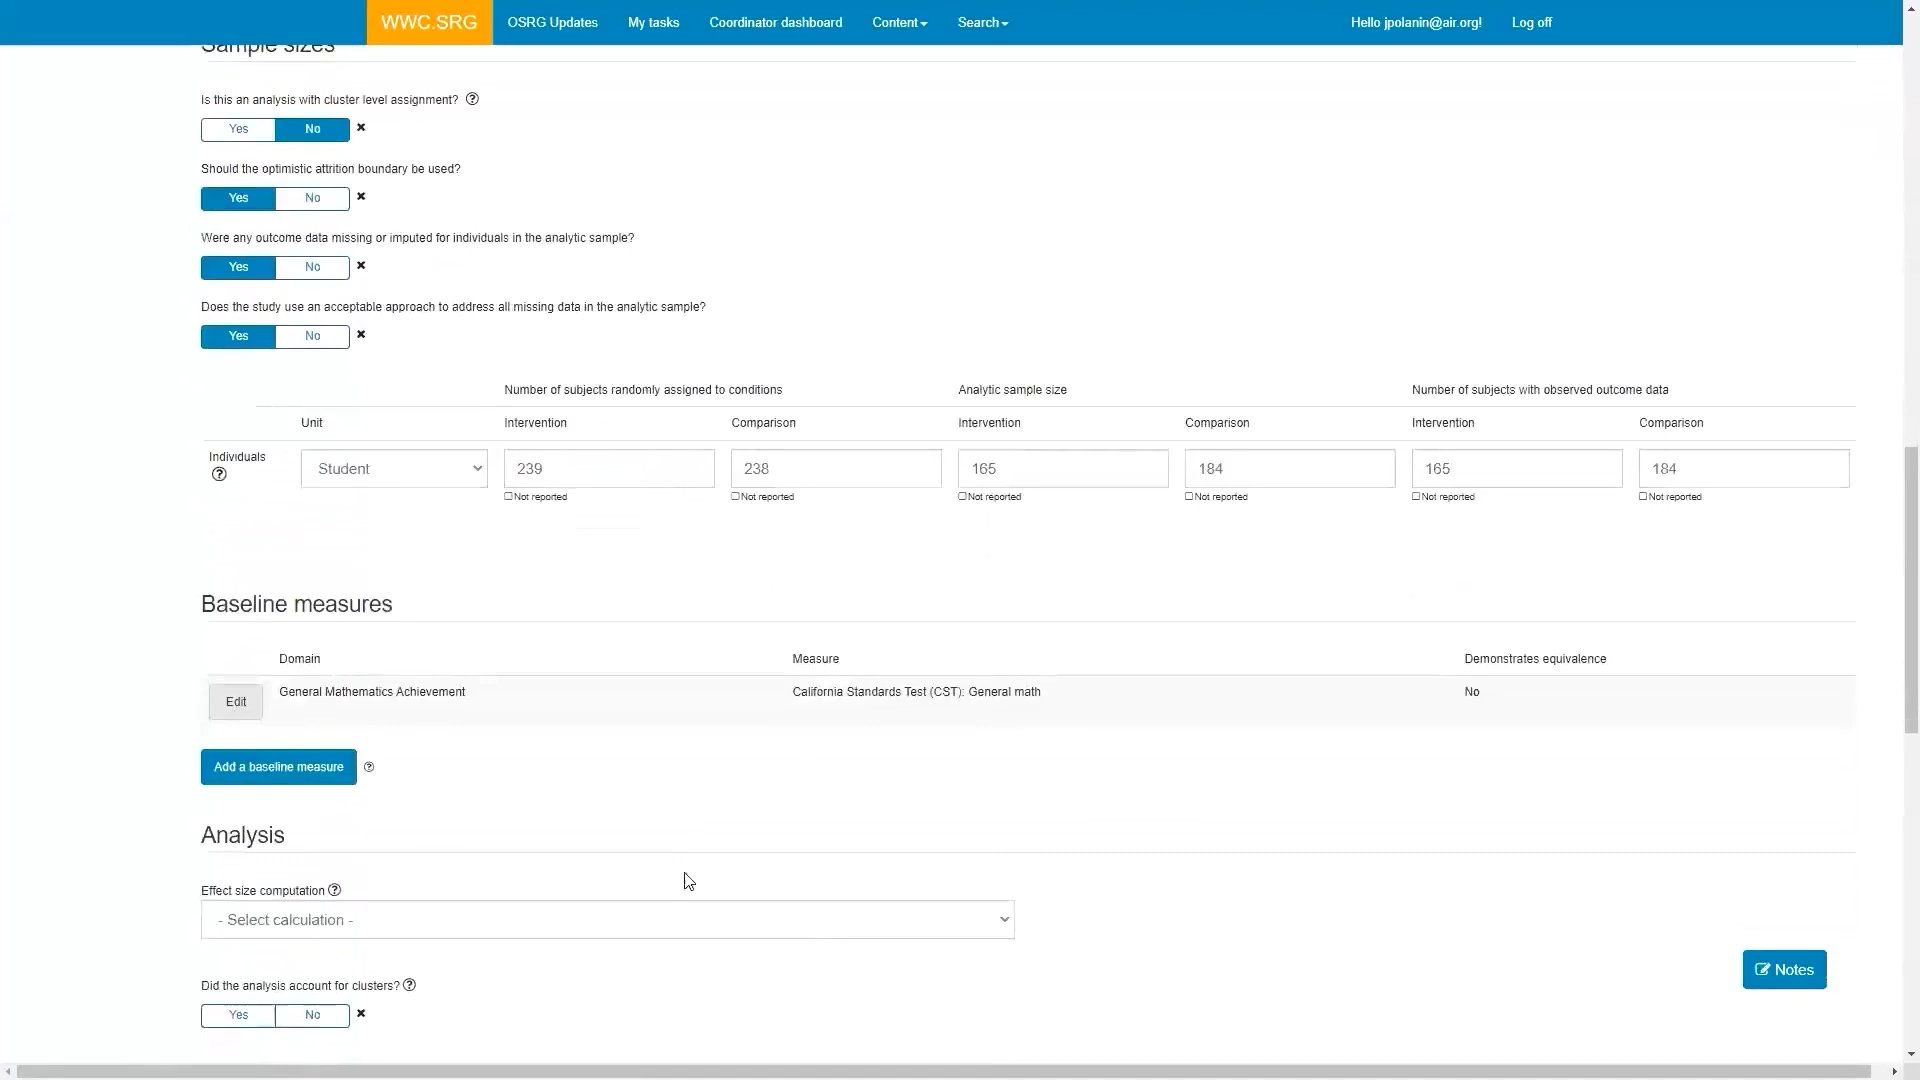 WWC.SRG OSRG Updates My tasks Coordinator dashboard Content Search Hello jpolanin@air.org! Log off
Sample sizes
Is this an analysis with cluster level assignment?
Yes No
Should the optimistic attrition boundary be used?
Yes No
Were any outcome data missing or imputed for individuals in the analytic sample?
Yes No
Does the study use an acceptable approach to address all missing data in the analytic sample?
Yes No
Number of subjects randomly assigned to conditions Analytic sample size Number of subjects with observed outcome data
Unit Intervention Comparison Intervention Comparison Intervention Comparison
Individuals Student 239 238 165 184 165 184
Not reported Not reported Not reported Not reported Not reported Not reported
Baseline measures
Domain Measure Demonstrates equivalence
Edit General Mathematics Achievement California Standards Test (CST): General math No
Add a baseline measure
Analysis
Effect size computation
- Select calculation -
Notes
Did the analysis account for clusters?
Yes No